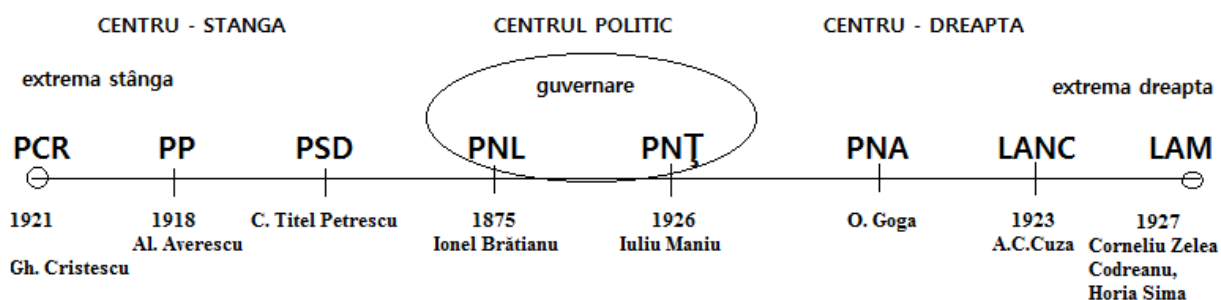 CENTRU - STANGA CENTRUL POLITIC CENTRU - DREAPTA
extrema stânga guvernare extrema dreapta
PCR PP PSD PNL PNŢ PNA LANC LAM
1921 1918 C. Titel Petrescu 1875 1926 O. Goga 1923 1927
Al. Averescu Ionel Brătianu Iuliu Maniu A.C.Cuza Corneliu Zelea
Gh. Cristescu Codreanu,
Horia Sima